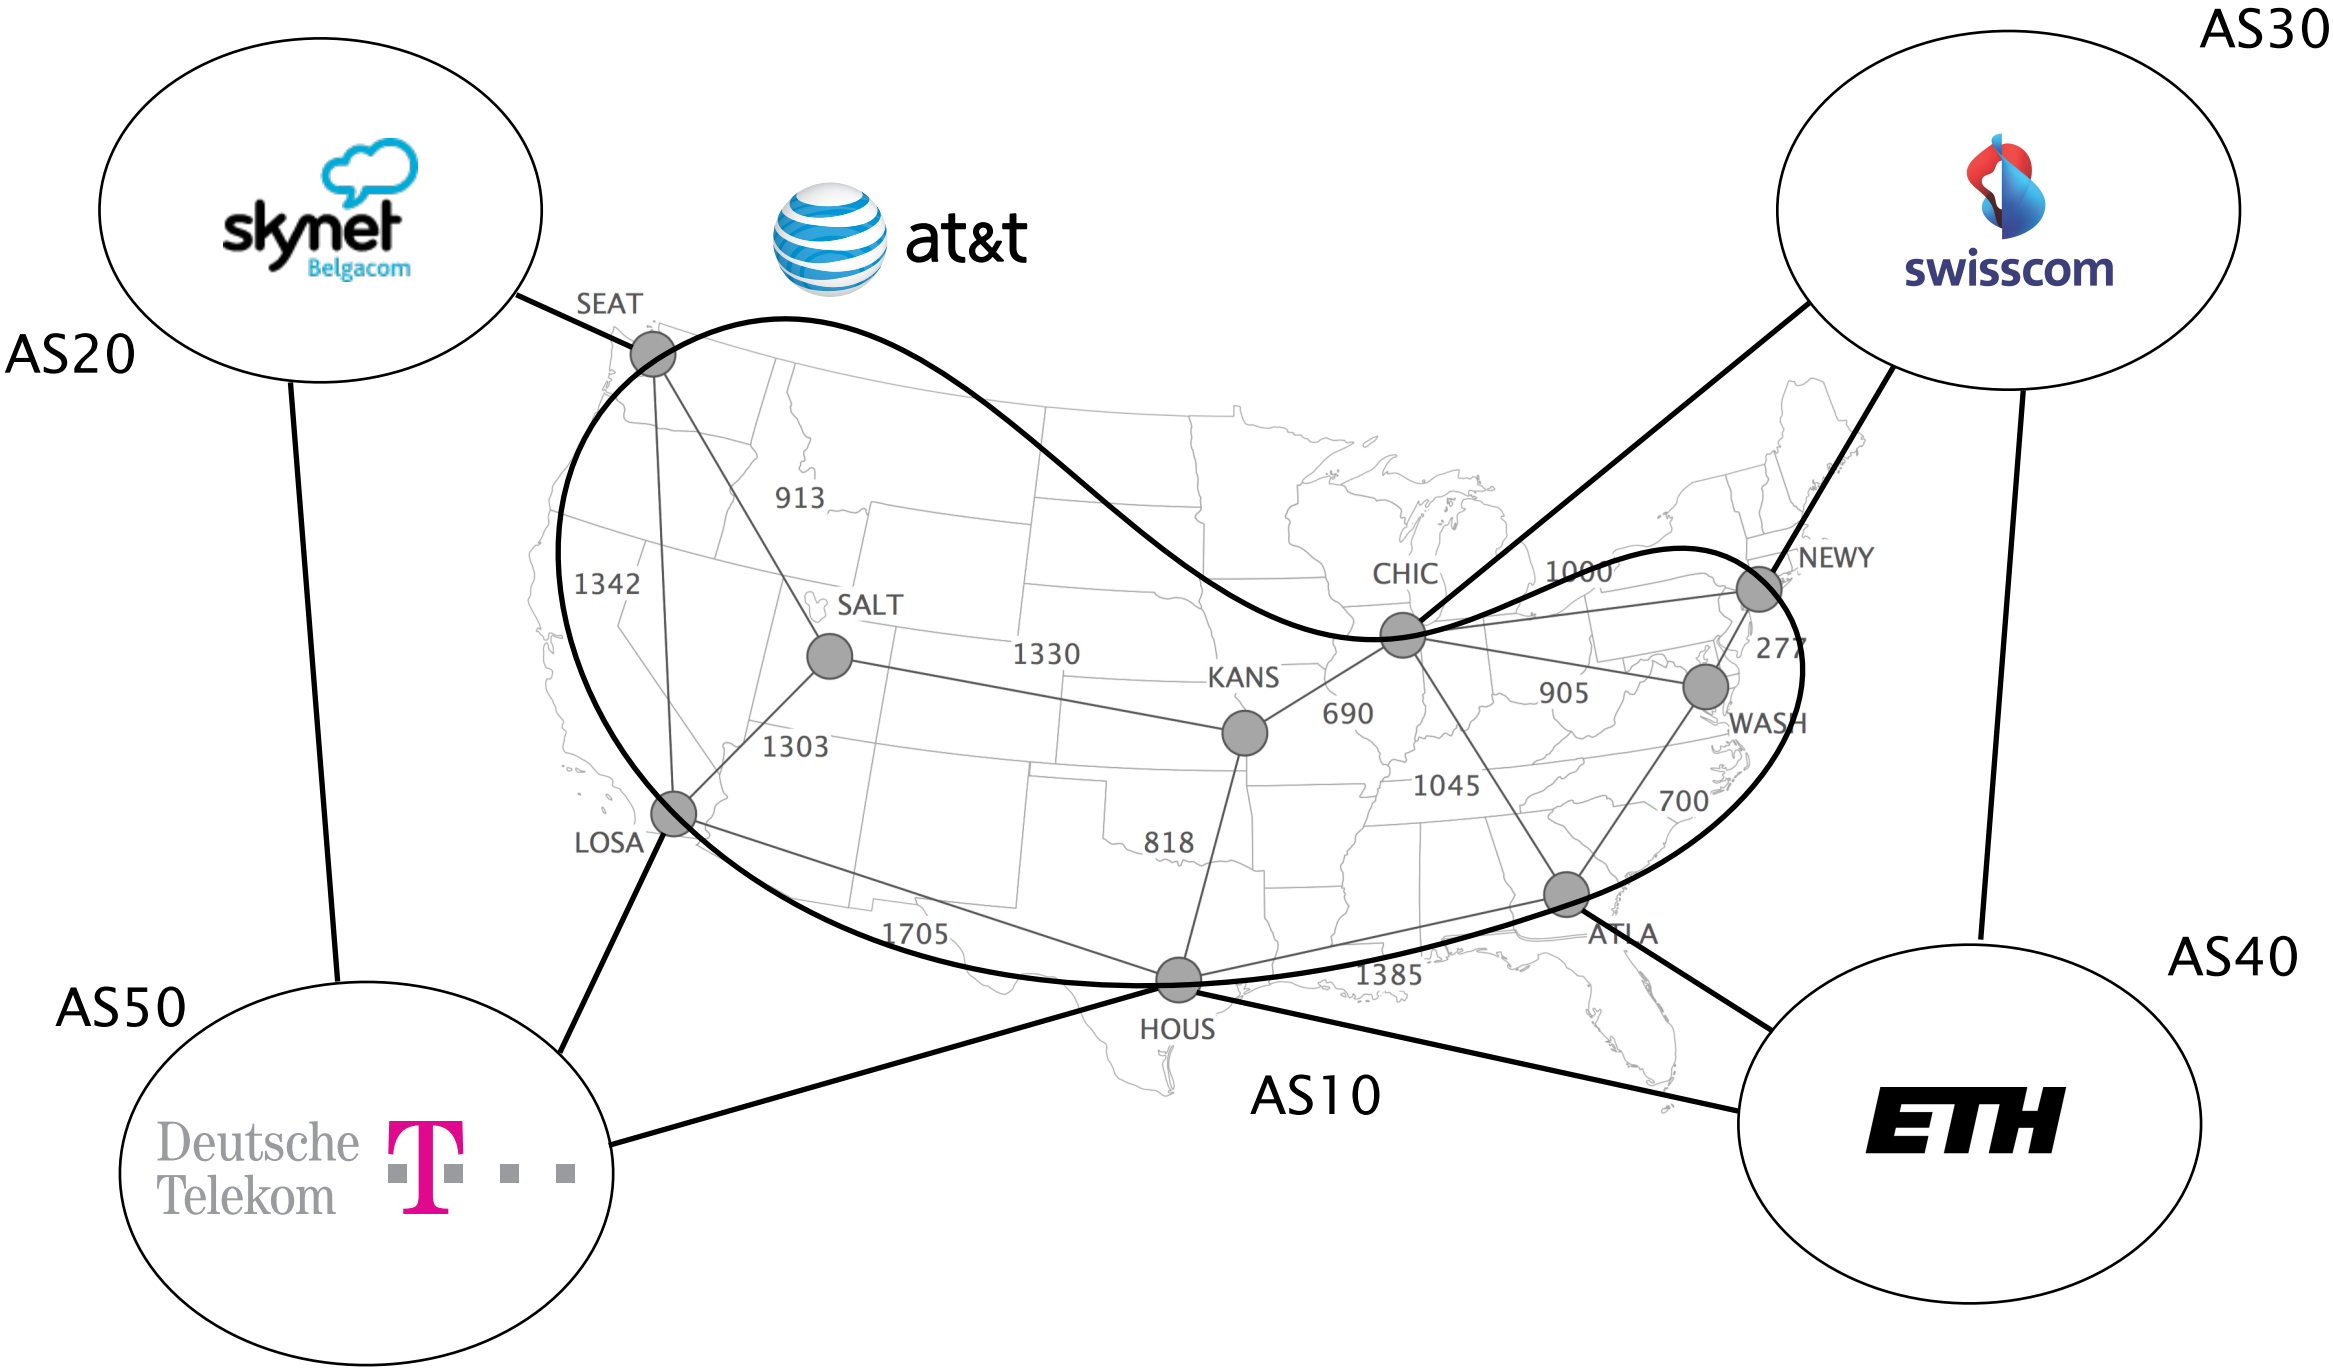 AS30
skynet
Belgacom
at&t
swisscom
SEAT
AS20
913
CHIC
1000
NEWY
1342
SALT
1330
277
KANS
905
690
WASH
1303
1045
700
LOSA
818
1705
ATLA
1385
AS40
AS50
HOUS
AS10
Deutsche
Telekom
T
ETH